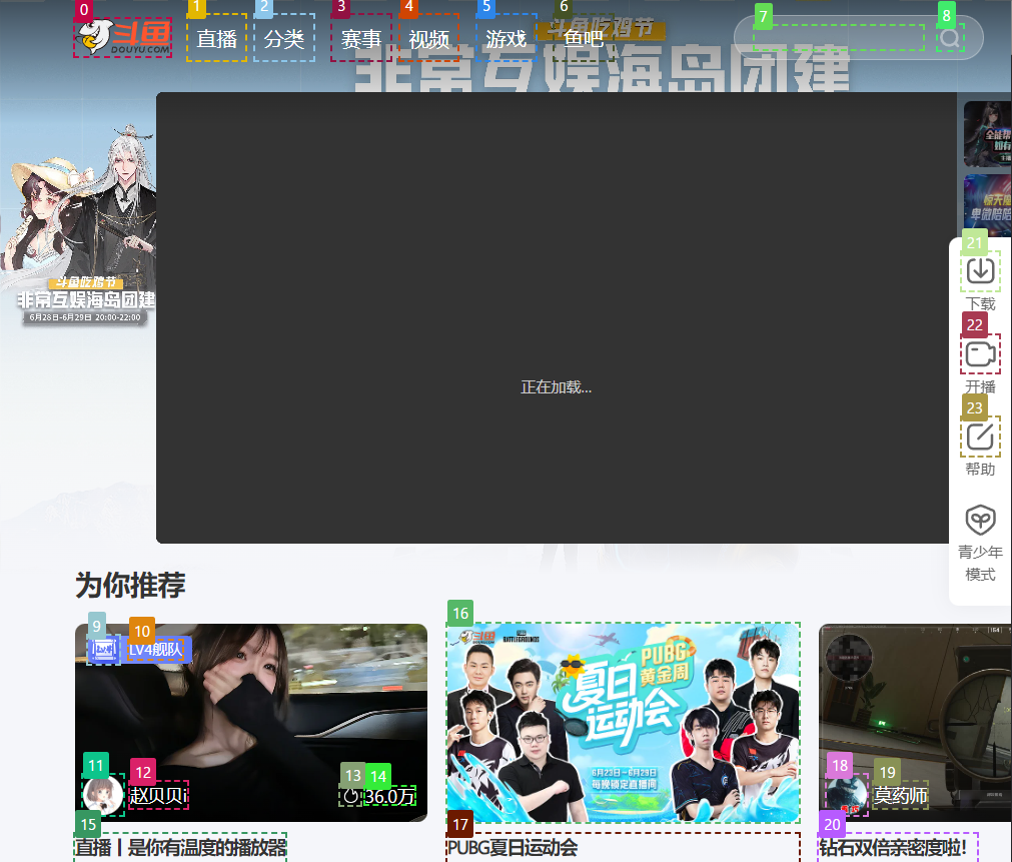 0 1 2 3 4 5 6 7 8
斗鱼 DOUYU.COM 直播 分类 赛事 视频 游戏 鱼吧
斗鱼吃鸡节
非常互娱海岛团建
斗鱼吃鸡节
非常互娱海岛团建
6月28日-6月29日 20:00-22:00
正在加载...
21
下载
22
开播
23
帮助
青少年
模式
为你推荐
9 10
LV4舰队
11 12 13 14
赵贝贝i 36.0万
15
直播丨是你有温度的播放器
16
斗鱼
PUBG
黄金周
夏日
运动会
6月23日-6月29日
每晚锁定直播间
17
PUBG夏日运动会
18 19
莫药师
20
钻石双倍亲密度啦！